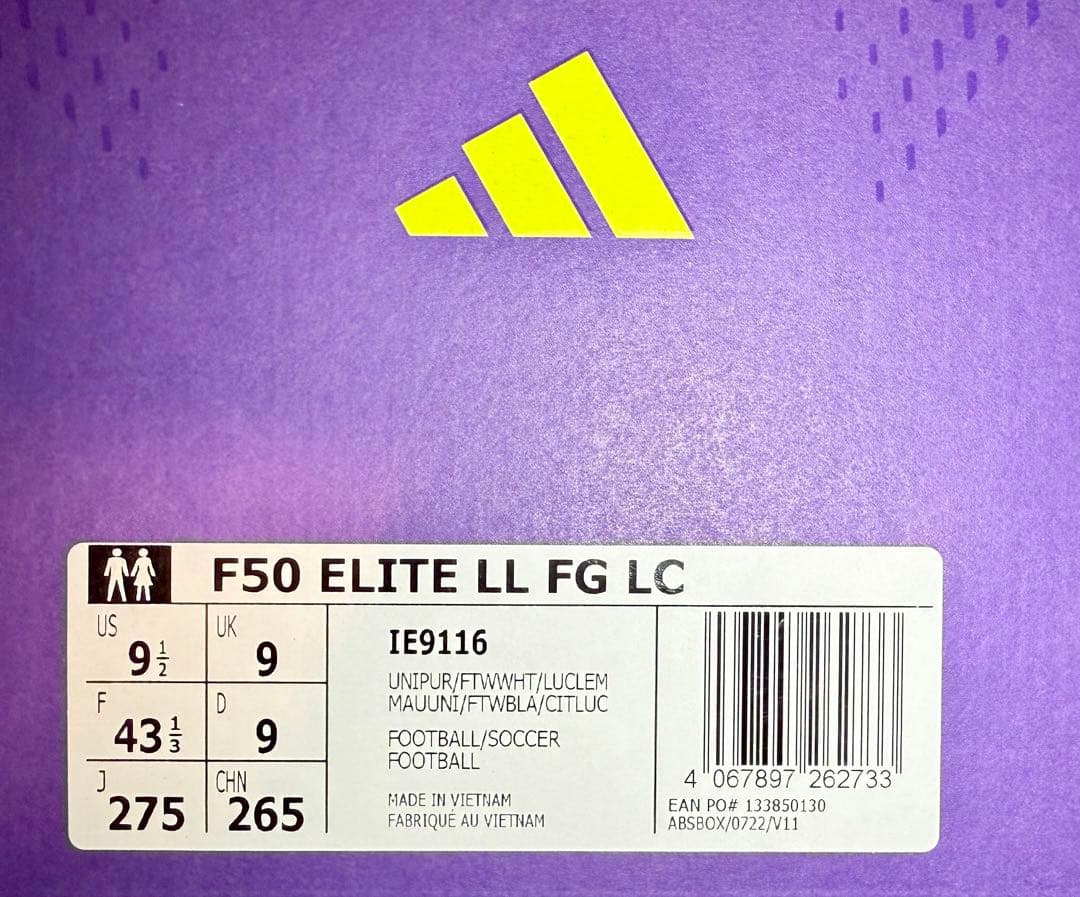 F50 ELITE LL FG LC
US 9 1/2
UK 9
F 43 1/3
D 9
J 275
CHN 265
IE9116
UNIPUR/FTWWHT/LUCLEM
MAUUNI/FTWBLA/CITLUC
FOOTBALL/SOCCER
FOOTBALL
MADE IN VIETNAM
FABRIQUÉ AU VIETNAM
4 067897 262733
EAN PO# 133850130
ABSBOX/0722/V11